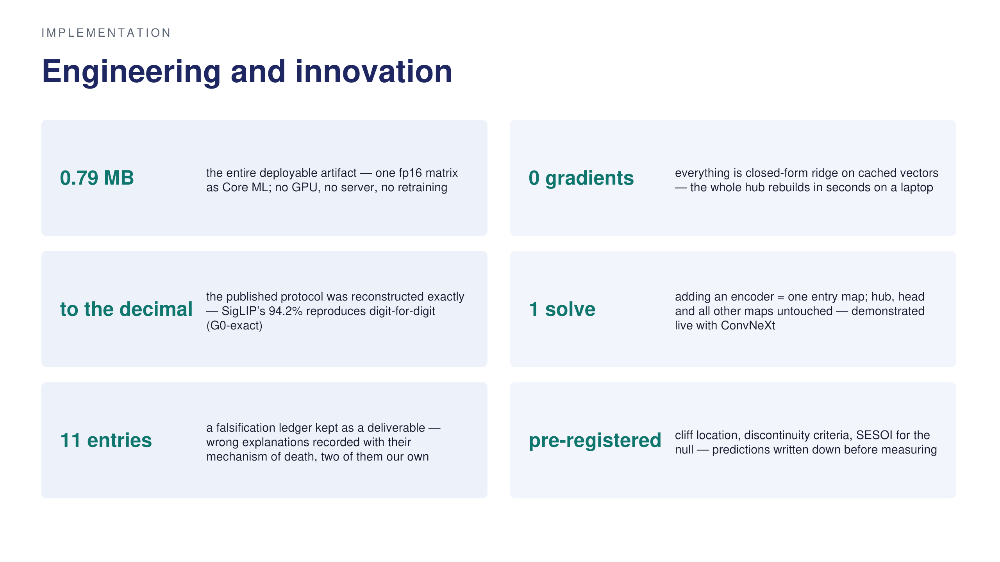 IMPLEMENTATION
Engineering and innovation
0.79 MB
the entire deployable artifact — one fp16 matrix
as Core ML; no GPU, no server, no retraining
0 gradients
everything is closed-form ridge on cached vectors
— the whole hub rebuilds in seconds on a laptop
to the decimal
the published protocol was reconstructed exactly
— SigLIP’s 94.2% reproduces digit-for-digit
(G0-exact)
1 solve
adding an encoder = one entry map; hub, head
and all other maps untouched — demonstrated
live with ConvNeXt
11 entries
a falsification ledger kept as a deliverable —
wrong explanations recorded with their
mechanism of death, two of them our own
pre-registered
cliff location, discontinuity criteria, SESOI for the
null — predictions written down before measuring